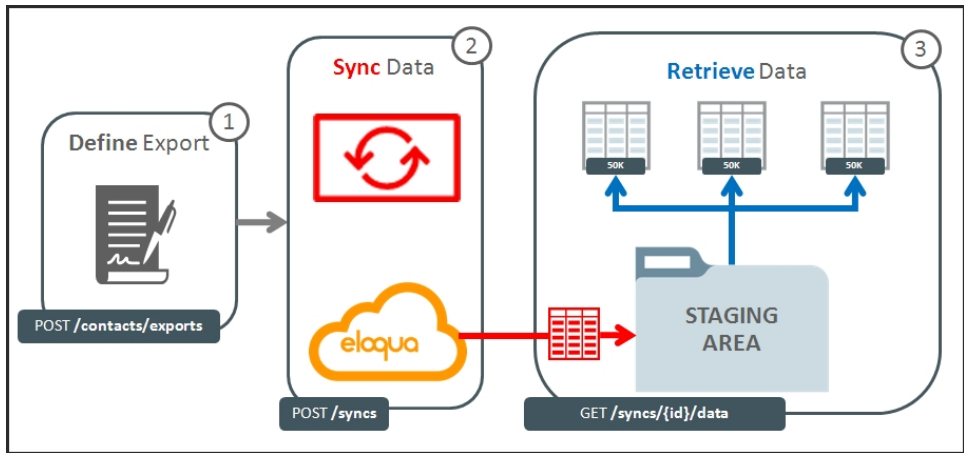 1
Define Export
POST /contacts/exports
2
Sync Data
eloqua
POST /syncs
3
Retrieve Data
50K
50K
50K
STAGING
AREA
GET /syncs/{id}/data